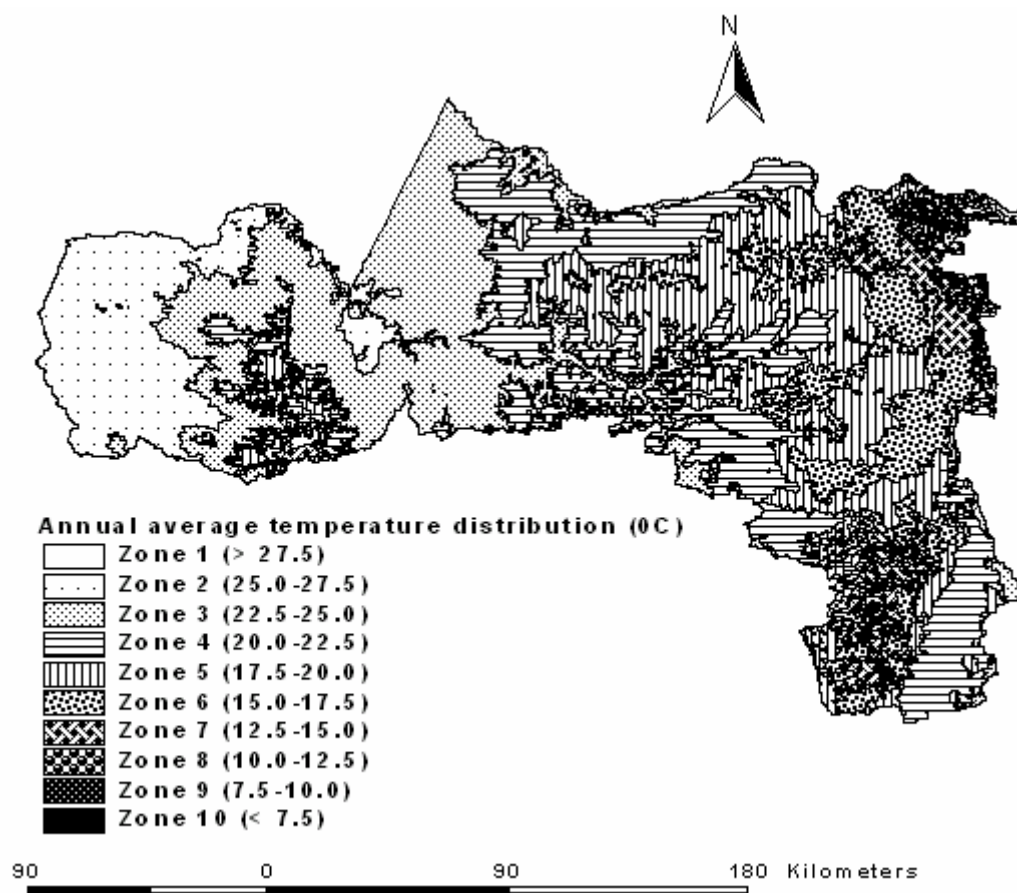 N
Annual average temperature distribution (0C)
Zone 1 (> 27.5)
Zone 2 (25.0-27.5)
Zone 3 (22.5-25.0)
Zone 4 (20.0-22.5)
Zone 5 (17.5-20.0)
Zone 6 (15.0-17.5)
Zone 7 (12.5-15.0)
Zone 8 (10.0-12.5)
Zone 9 (7.5-10.0)
Zone 10 (< 7.5)
90 0 90 180 Kilometers